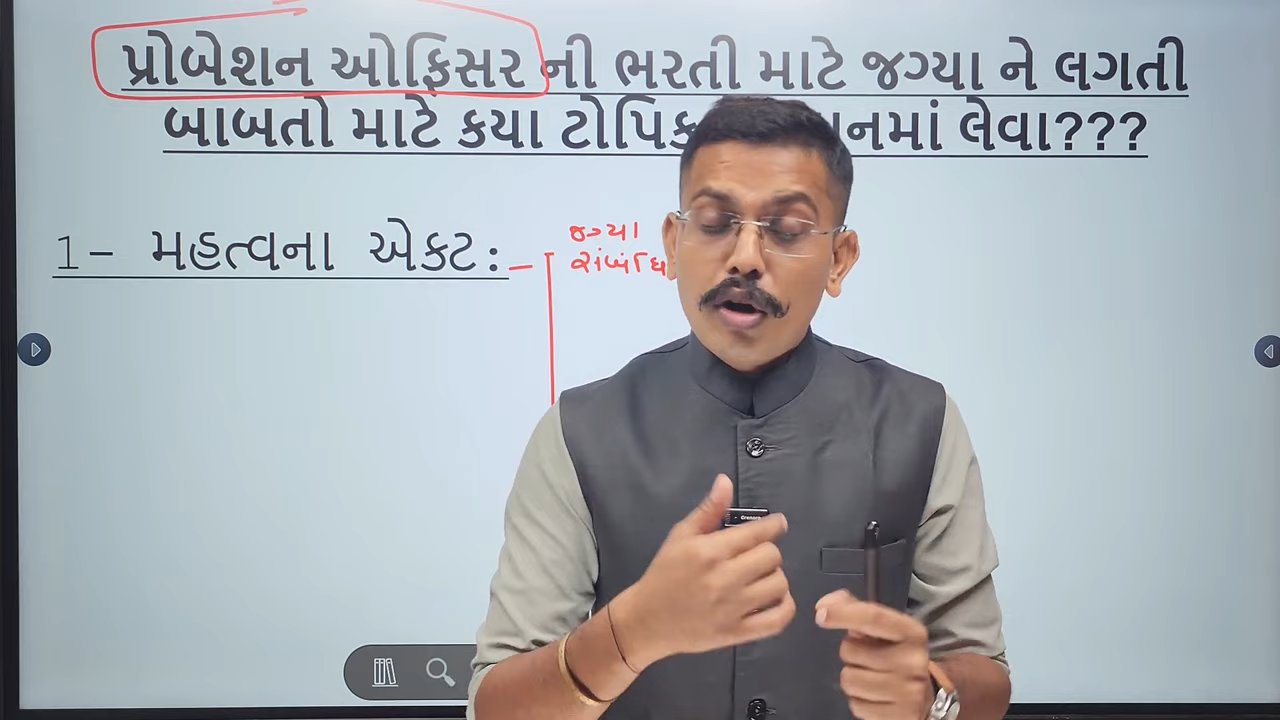 પ્રોબેશન ઓફિસર ની ભરતી માટે જગ્યા ને લગતી
બાબતો માટે કયા લેવા???
1- મહત્વના એકટ:
જગ્યા